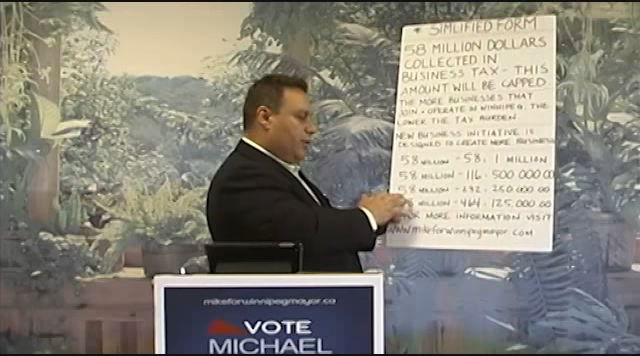 * SIMLIFIED FORM
58 MILLION DOLLARS
COLLECTED IN
BUSINESS TAX - THIS
AMOUNT WILL BE CAPPED.
THE MORE BUSINESSES THAT
JOIN + OPERATE IN WINNIPEG, THE
LOWER THE TAX BURDEN
NEW BUSINESS INITIATIVE IS
DESIGNED TO CREATE MORE BUSINESS
58 MILLION - 58: 1 MILLION
58 MILLION - 116: 500 000.00
58 MILLION - 232: 250 000.00
MILLION - 464: 125.000.00
FOR MORE INFORMATION VISIT
www.mikeforwinnipegmayor.com
mikeforwinnipegmayor.ca
VOTE
MICHAEL